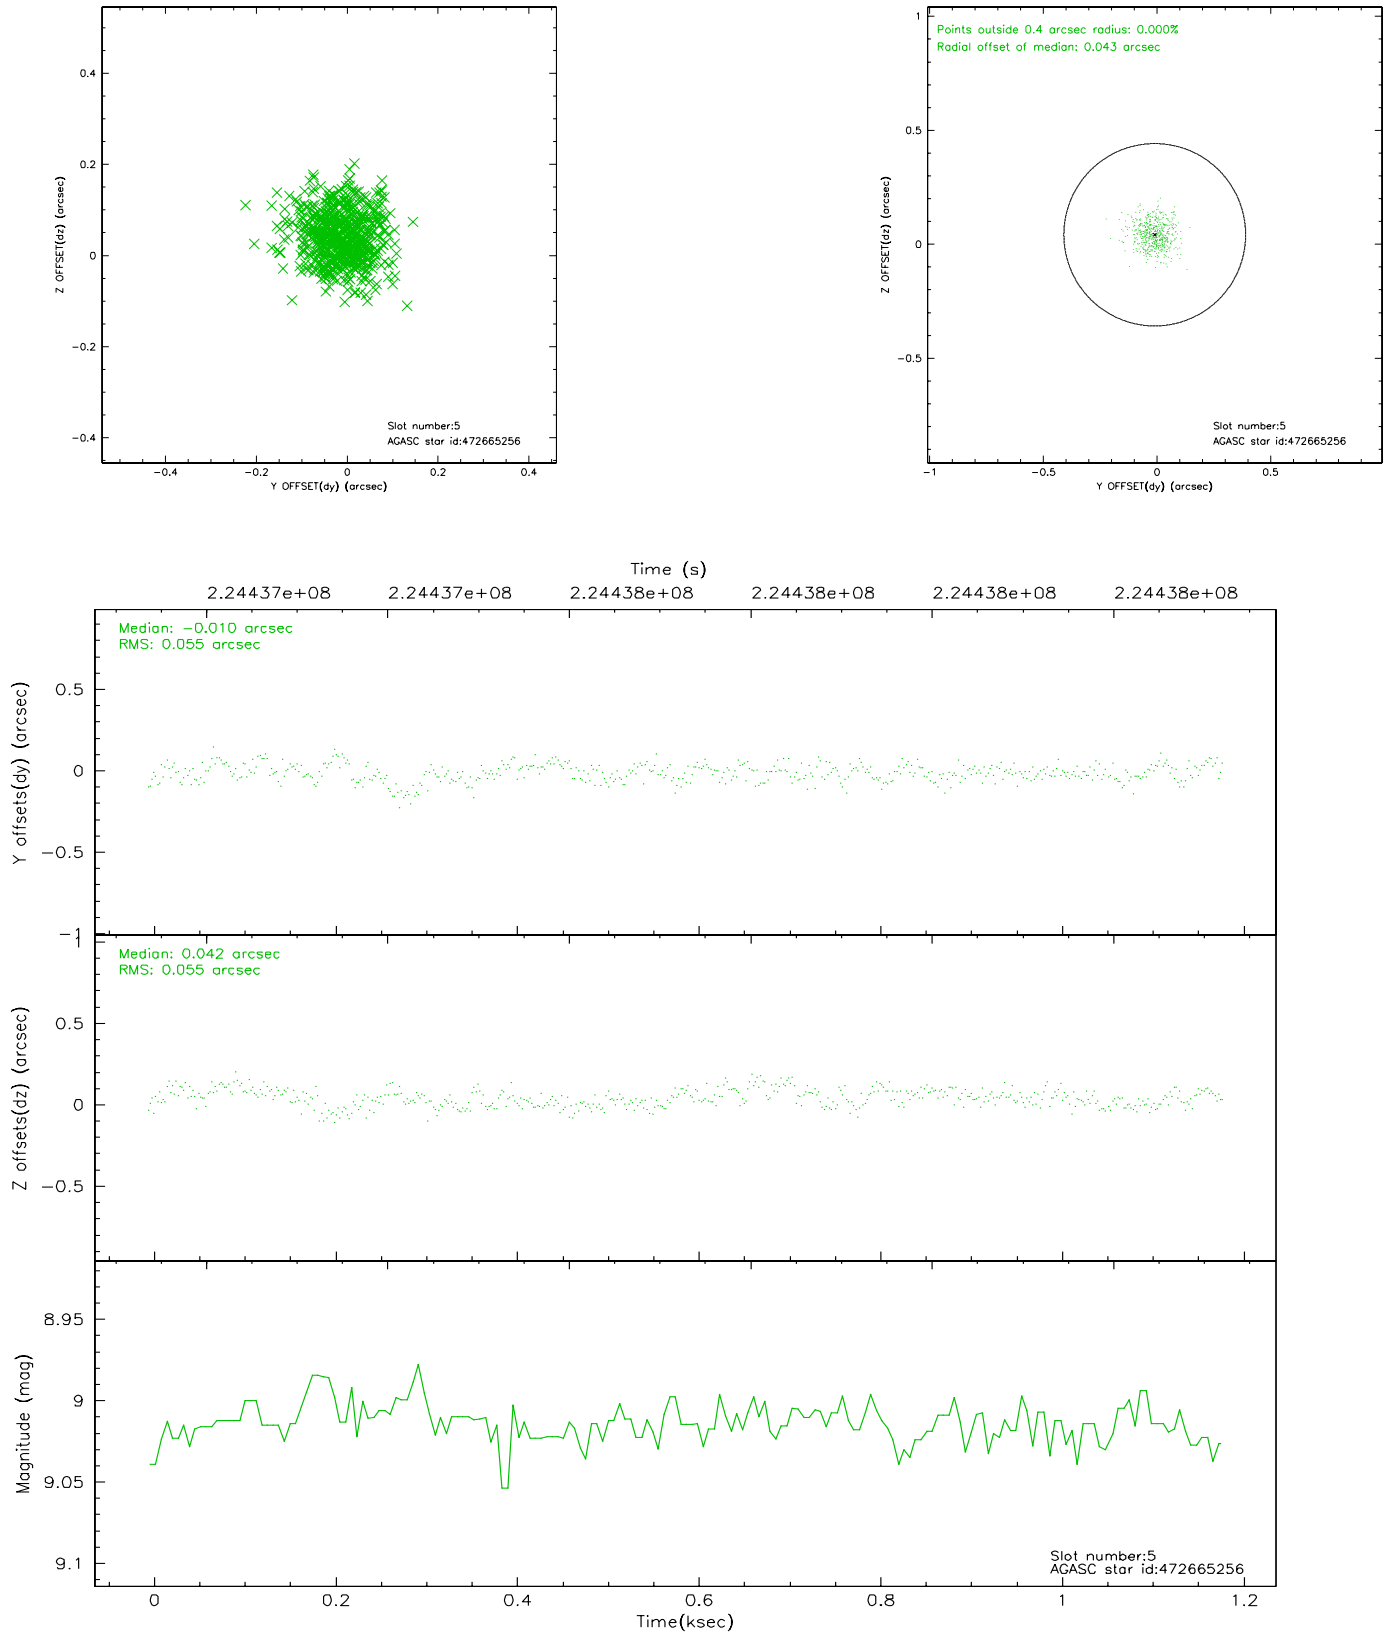 0.4
0.2
0
−0.2
−0.4
Z OFFSET(dz) (arcsec)
Slot number:5
AGASC star id:472665256
−0.4 −0.2 0 0.2 0.4
Y OFFSET(dy) (arcsec)
Points outside 0.4 arcsec radius: 0.000%
Radial offset of median: 0.043 arcsec
1
0.5
0
−0.5
Z OFFSET(dz) (arcsec)
Slot number:5
AGASC star id:472665256
−1 −0.5 0 0.5
Y OFFSET(dy) (arcsec)
Time (s)
2.24437e+08 2.24437e+08 2.24438e+08 2.24438e+08 2.24438e+08 2.24438e+08
Median: −0.010 arcsec
RMS: 0.055 arcsec
0.5
0
−0.5
−1
Y offsets(dy) (arcsec)
Median: 0.042 arcsec
RMS: 0.055 arcsec
1
0.5
0
−0.5
Z offsets(dz) (arcsec)
8.95
9
9.05
9.1
Magnitude (mag)
Slot number:5
AGASC star id:472665256
0 0.2 0.4 0.6 0.8 1 1.2
Time(ksec)